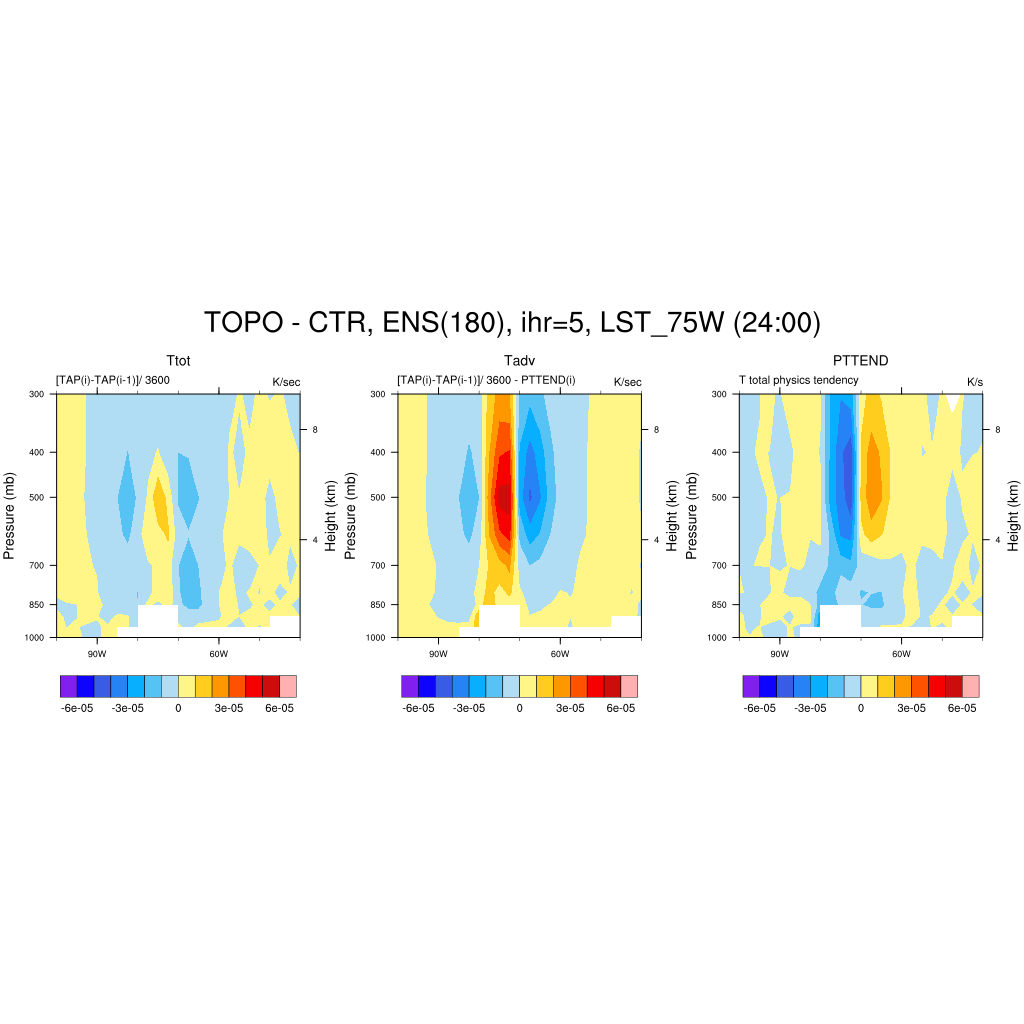 TOPO - CTR, ENS(180), ihr=5, LST_75W (24:00)
Ttot
[TAP(i)-TAP(i-1)]/ 3600 K/sec
300
400
500
700
850
1000
Pressure (mb)
8
4
Height (km)
90W 60W
-6e-05 -3e-05 0 3e-05 6e-05
Tadv
[TAP(i)-TAP(i-1)]/ 3600 - PTTEND(i) K/sec
300
400
500
700
850
1000
Pressure (mb)
8
4
Height (km)
90W 60W
-6e-05 -3e-05 0 3e-05 6e-05
PTTEND
T total physics tendency K/s
300
400
500
700
850
1000
Pressure (mb)
8
4
Height (km)
90W 60W
-6e-05 -3e-05 0 3e-05 6e-05